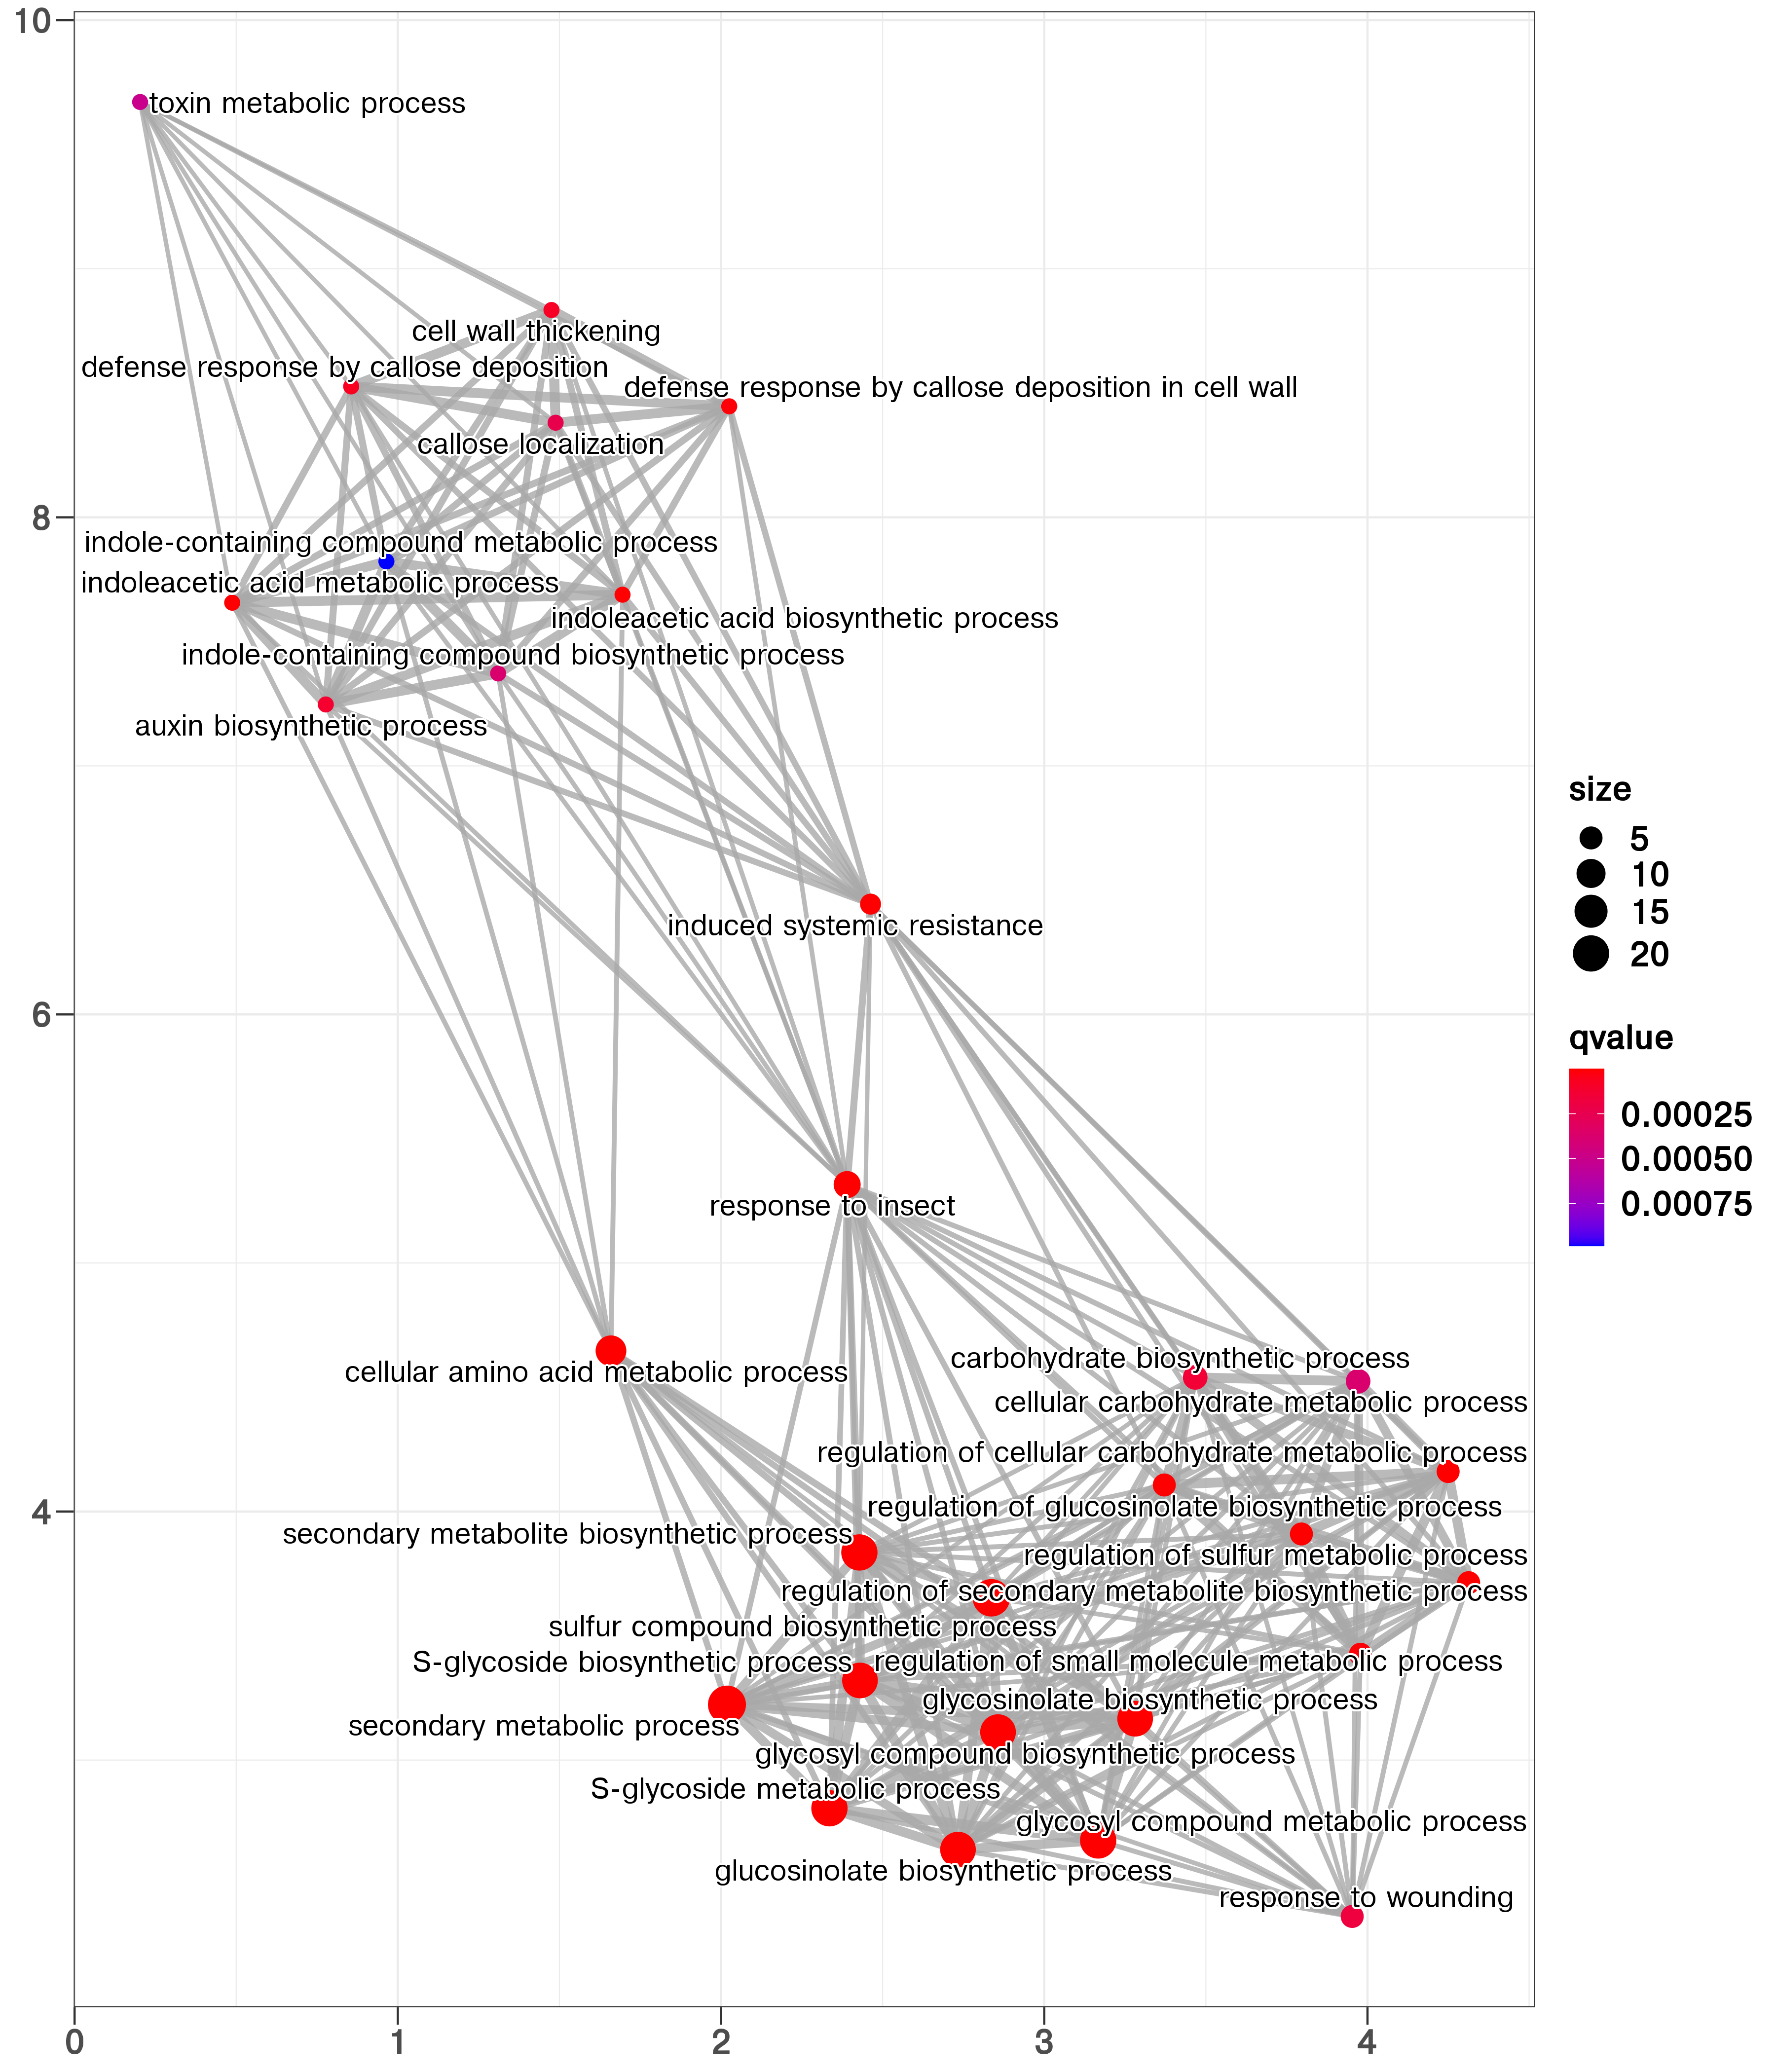 10
toxin metabolic process
cell wall thickening
defense response by callose deposition
defense response by callose deposition in cell wall
callose localization
8
indole-containing compound metabolic process
indoleacetic acid metabolic process
indoleacetic acid biosynthetic process
indole-containing compound biosynthetic process
auxin biosynthetic process
size
5
10
15
20
induced systemic resistance
6
qvalue
0.00025
0.00050
0.00075
response to insect
carbohydrate biosynthetic process
cellular amino acid metabolic process
cellular carbohydrate metabolic process
regulation of cellular carbohydrate metabolic process
4
regulation of glucosinolate biosynthetic process
secondary metabolite biosynthetic process
regulation of sulfur metabolic process
regulation of secondary metabolite biosynthetic process
sulfur compound biosynthetic process
S-glycoside biosynthetic process
regulation of small molecule metabolic process
glycosinolate biosynthetic process
secondary metabolic process
glycosyl compound biosynthetic process
S-glycoside metabolic process
glycosyl compound metabolic process
glucosinolate biosynthetic process
response to wounding
0
1
2
3
4